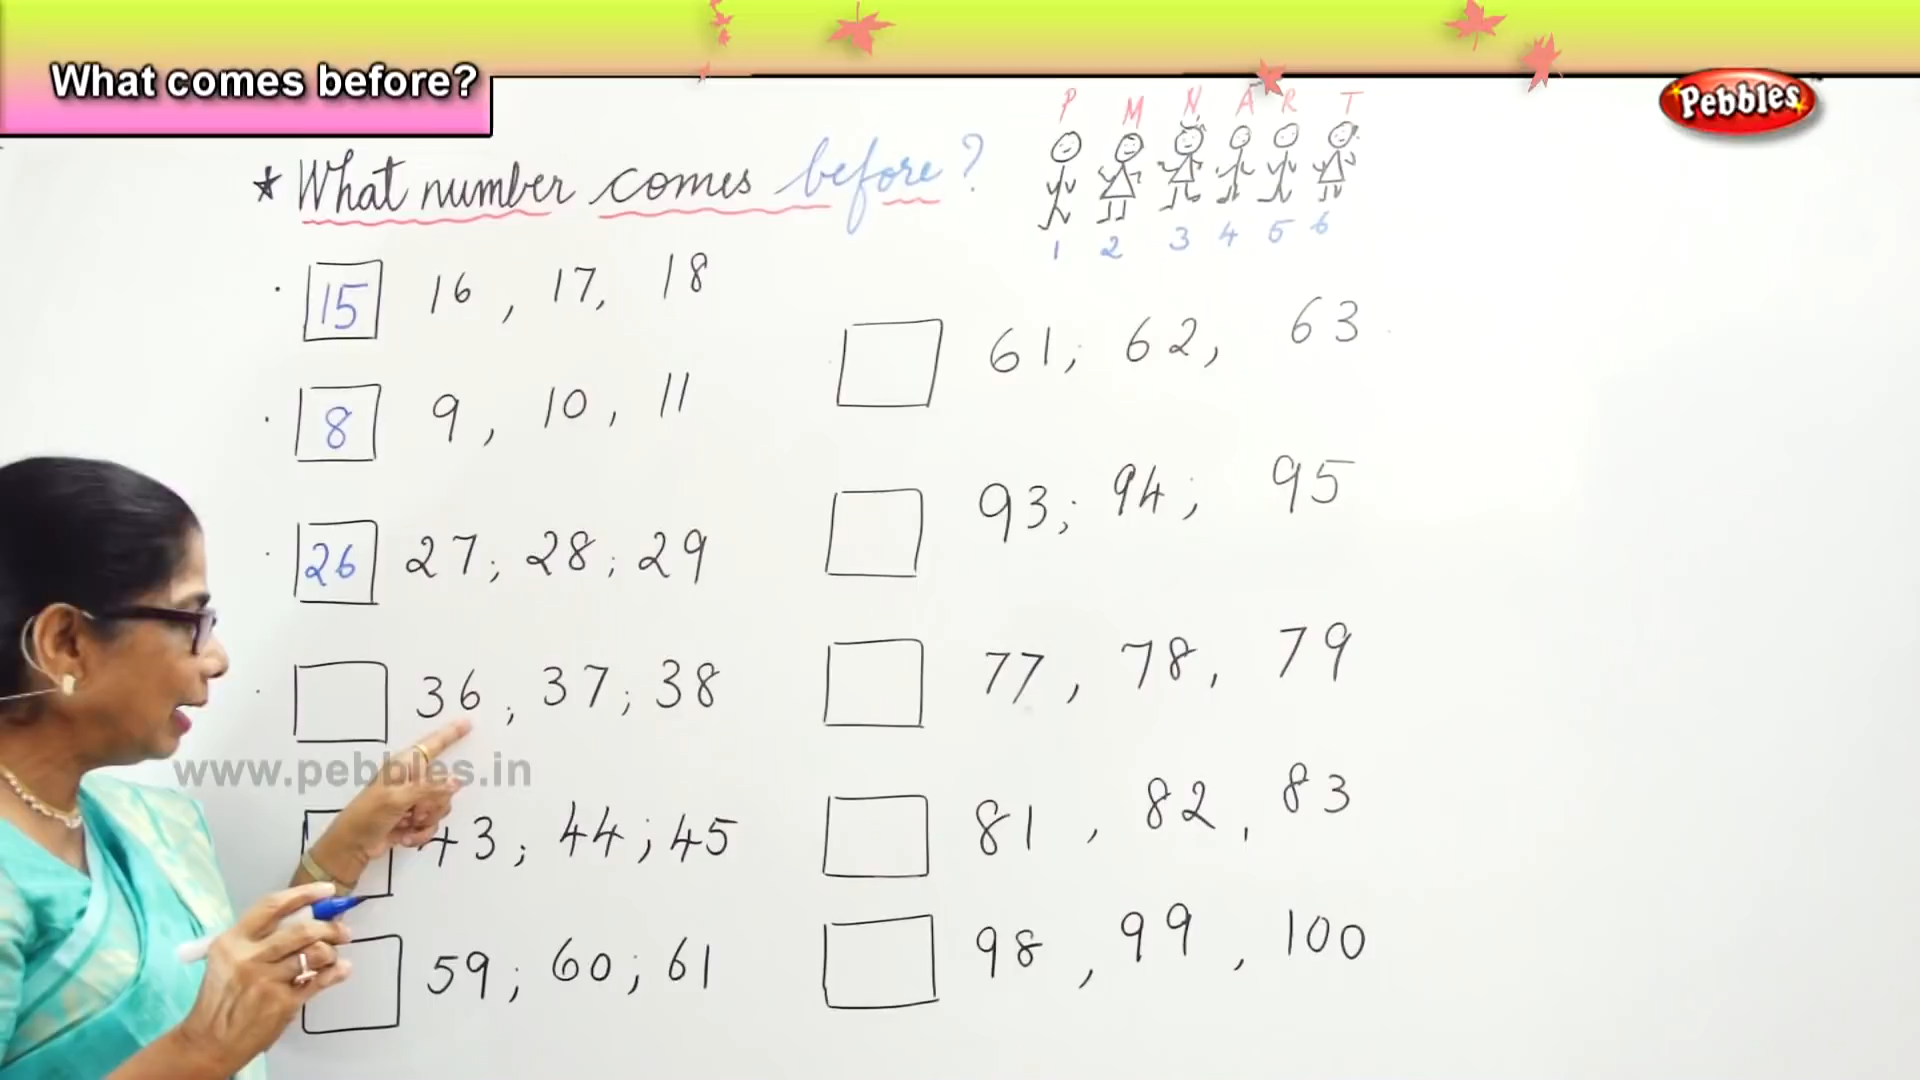 What comes before?
Pebbles
P M N A R T
* What number comes before?
1 2 3 4 5 6
15 16, 17, 18
8 9, 10, 11
26 27; 28; 29
36, 37; 38
43; 44; 45
59; 60; 61
61; 62, 63
93; 94; 95
77, 78, 79
81, 82, 83
98, 99, 100
www.pebbles.in